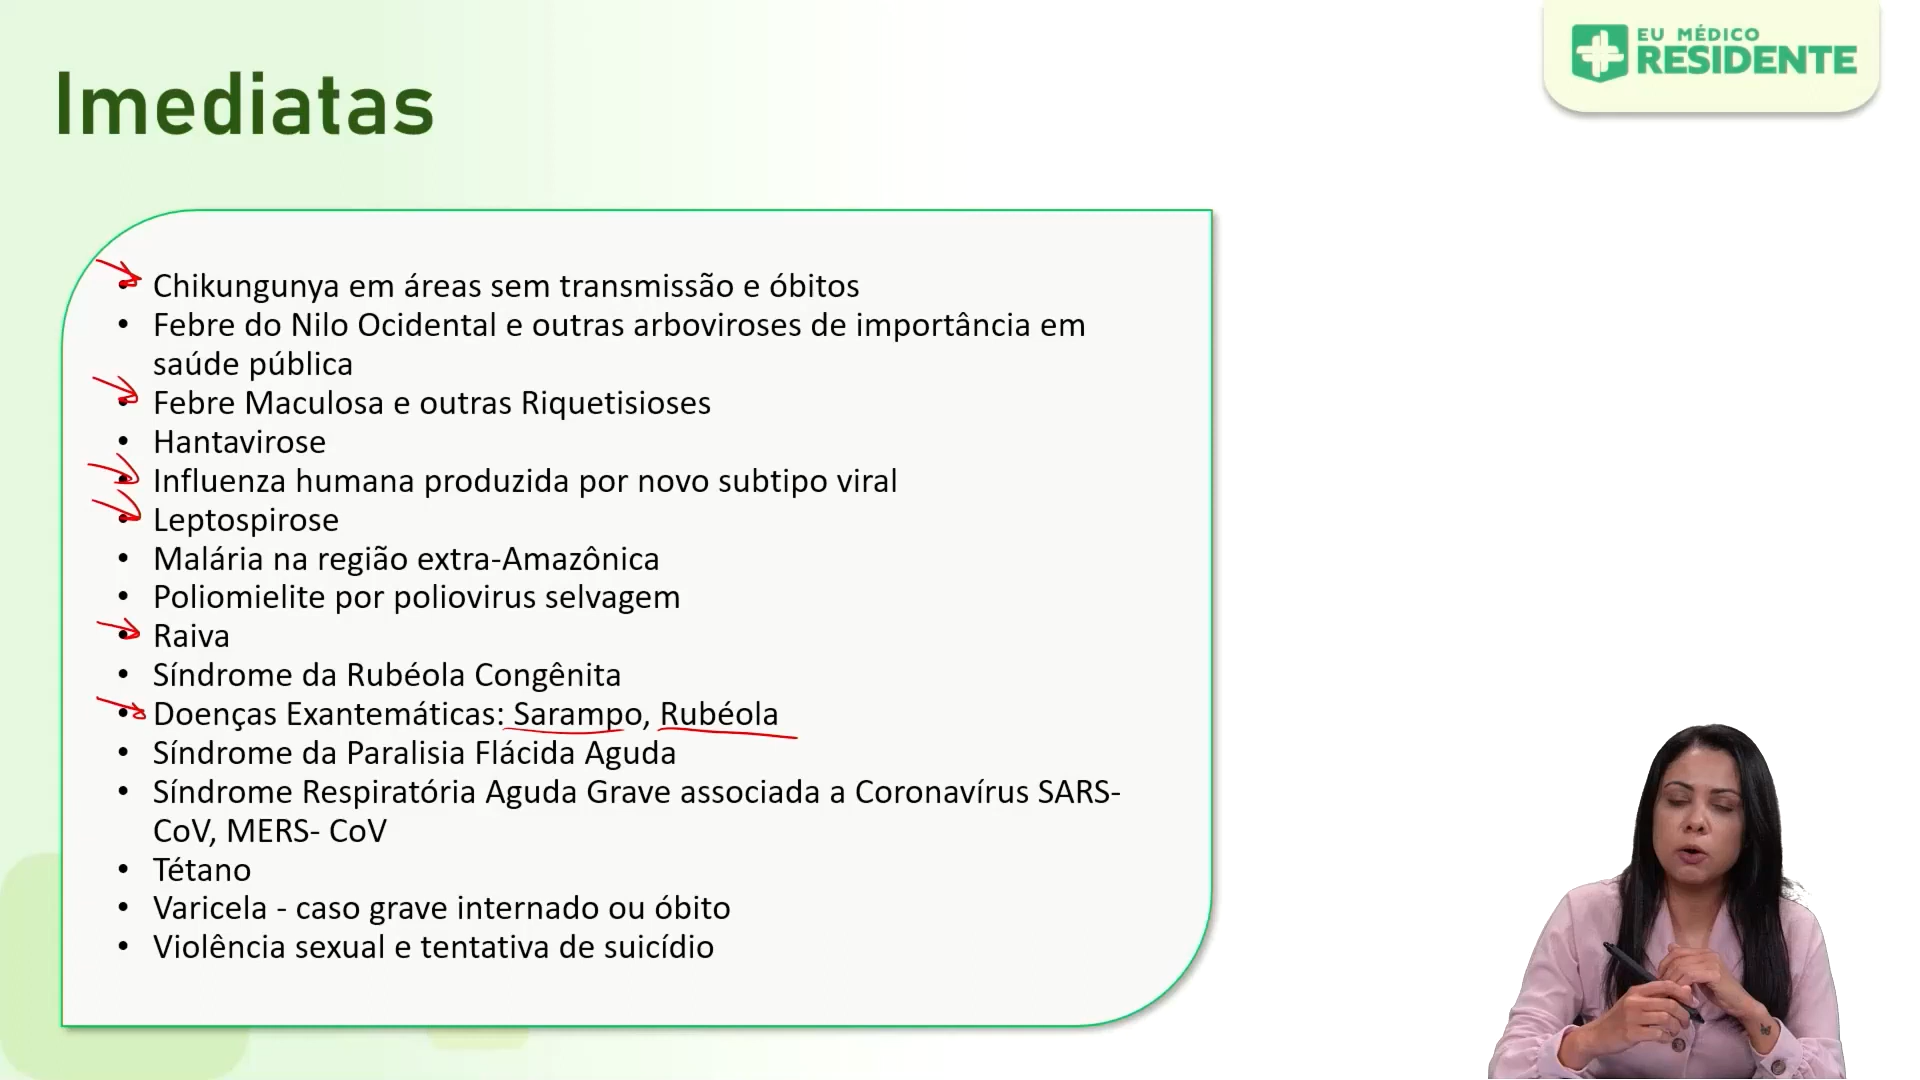 EU MÉDICO
RESIDENTE
Imediatas
• Chikungunya em áreas sem transmissão e óbitos
• Febre do Nilo Ocidental e outras arboviroses de importância em
saúde pública
• Febre Maculosa e outras Riquetisioses
• Hantavirose
• Influenza humana produzida por novo subtipo viral
• Leptospirose
• Malária na região extra-Amazônica
• Poliomielite por poliovirus selvagem
• Raiva
• Síndrome da Rubéola Congênita
• Doenças Exantemáticas: Sarampo, Rubéola
• Síndrome da Paralisia Flácida Aguda
• Síndrome Respiratória Aguda Grave associada a Coronavírus SARS-
CoV, MERS- CoV
• Tétano
• Varicela - caso grave internado ou óbito
• Violência sexual e tentativa de suicídio